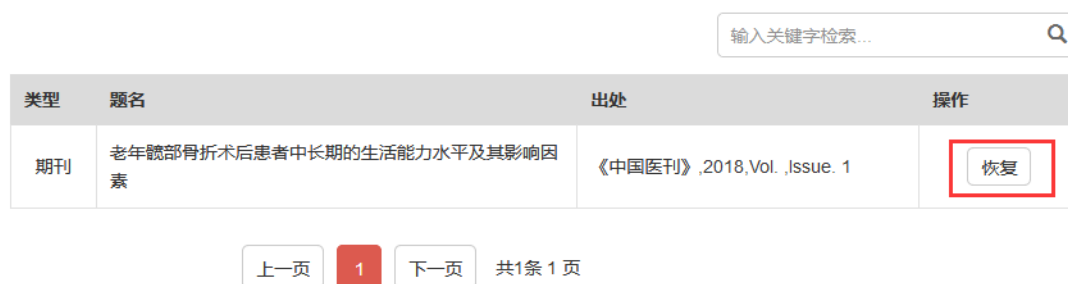 输入关键字检索...
类型 题名 出处 操作
期刊 老年髋部骨折术后患者中长期的生活能力水平及其影响因
素 《中国医刊》,2018,Vol. ,Issue. 1 恢复
上一页 1 下一页 共1条 1 页